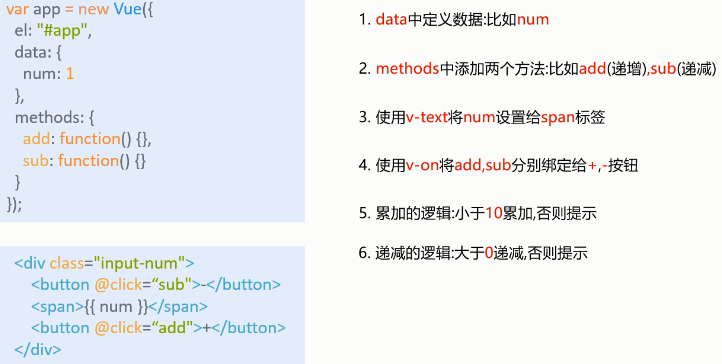 var app = new Vue({
el: "#app",
data: {
num: 1
},
methods: {
add: function() {},
sub: function() {}
}
});
<div class="input-num">
<button @click=“sub">-</button>
<span>{{ num }}</span>
<button @click=“add">+</button>
</div>
1. data中定义数据:比如num
2. methods中添加两个方法:比如add(递增),sub(递减)
3. 使用v-text将num设置给span标签
4. 使用v-on将add,sub分别绑定给+,-按钮
5. 累加的逻辑:小于10累加,否则提示
6. 递减的逻辑:大于0递减,否则提示